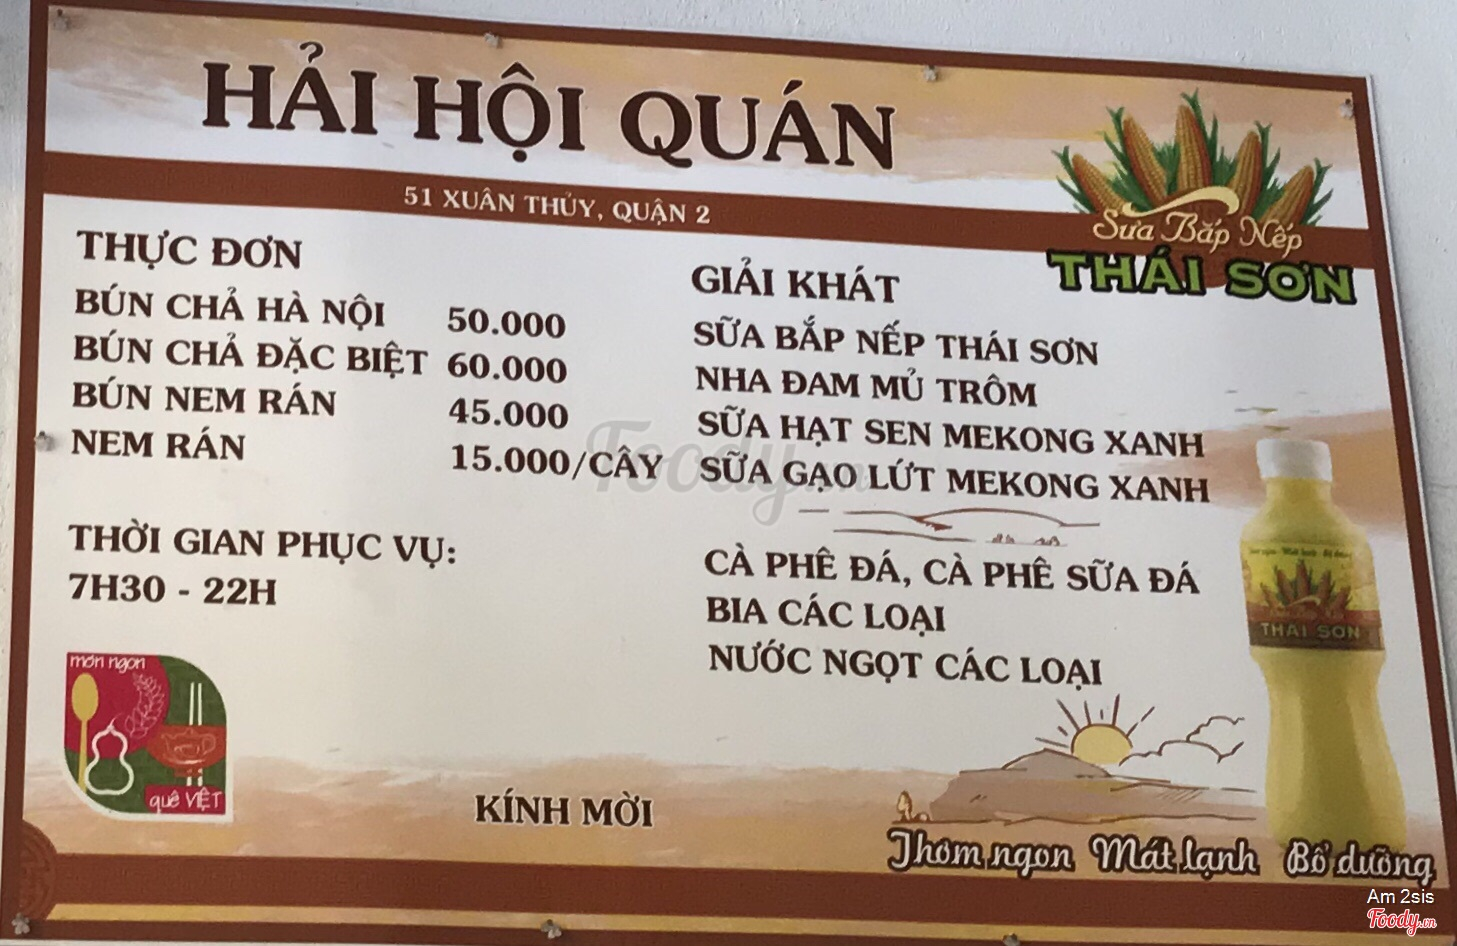 HẢI HỘI QUÁN
51 XUÂN THỦY, QUẬN 2
Sữa Bắp Nếp
THÁI SƠN
THỰC ĐƠN
BÚN CHẢ HÀ NỘI 50.000
BÚN CHẢ ĐẶC BIỆT 60.000
BÚN NEM RÁN 45.000
NEM RÁN 15.000/CÂY
THỜI GIAN PHỤC VỤ:
7H30 - 22H
GIẢI KHÁT
SỮA BẮP NẾP THÁI SƠN
NHA ĐAM MỦ TRÔM
SỮA HẠT SEN MEKONG XANH
SỮA GẠO LỨT MEKONG XANH
CÀ PHÊ ĐÁ, CÀ PHÊ SỮA ĐÁ
BIA CÁC LOẠI
NƯỚC NGỌT CÁC LOẠI
Foody.vn
THÁI SƠN
món ngon
quê VIỆT
KÍNH MỜI
Thơm ngon Mát lạnh Bổ dưỡng
Am 2sis
Foody.vn